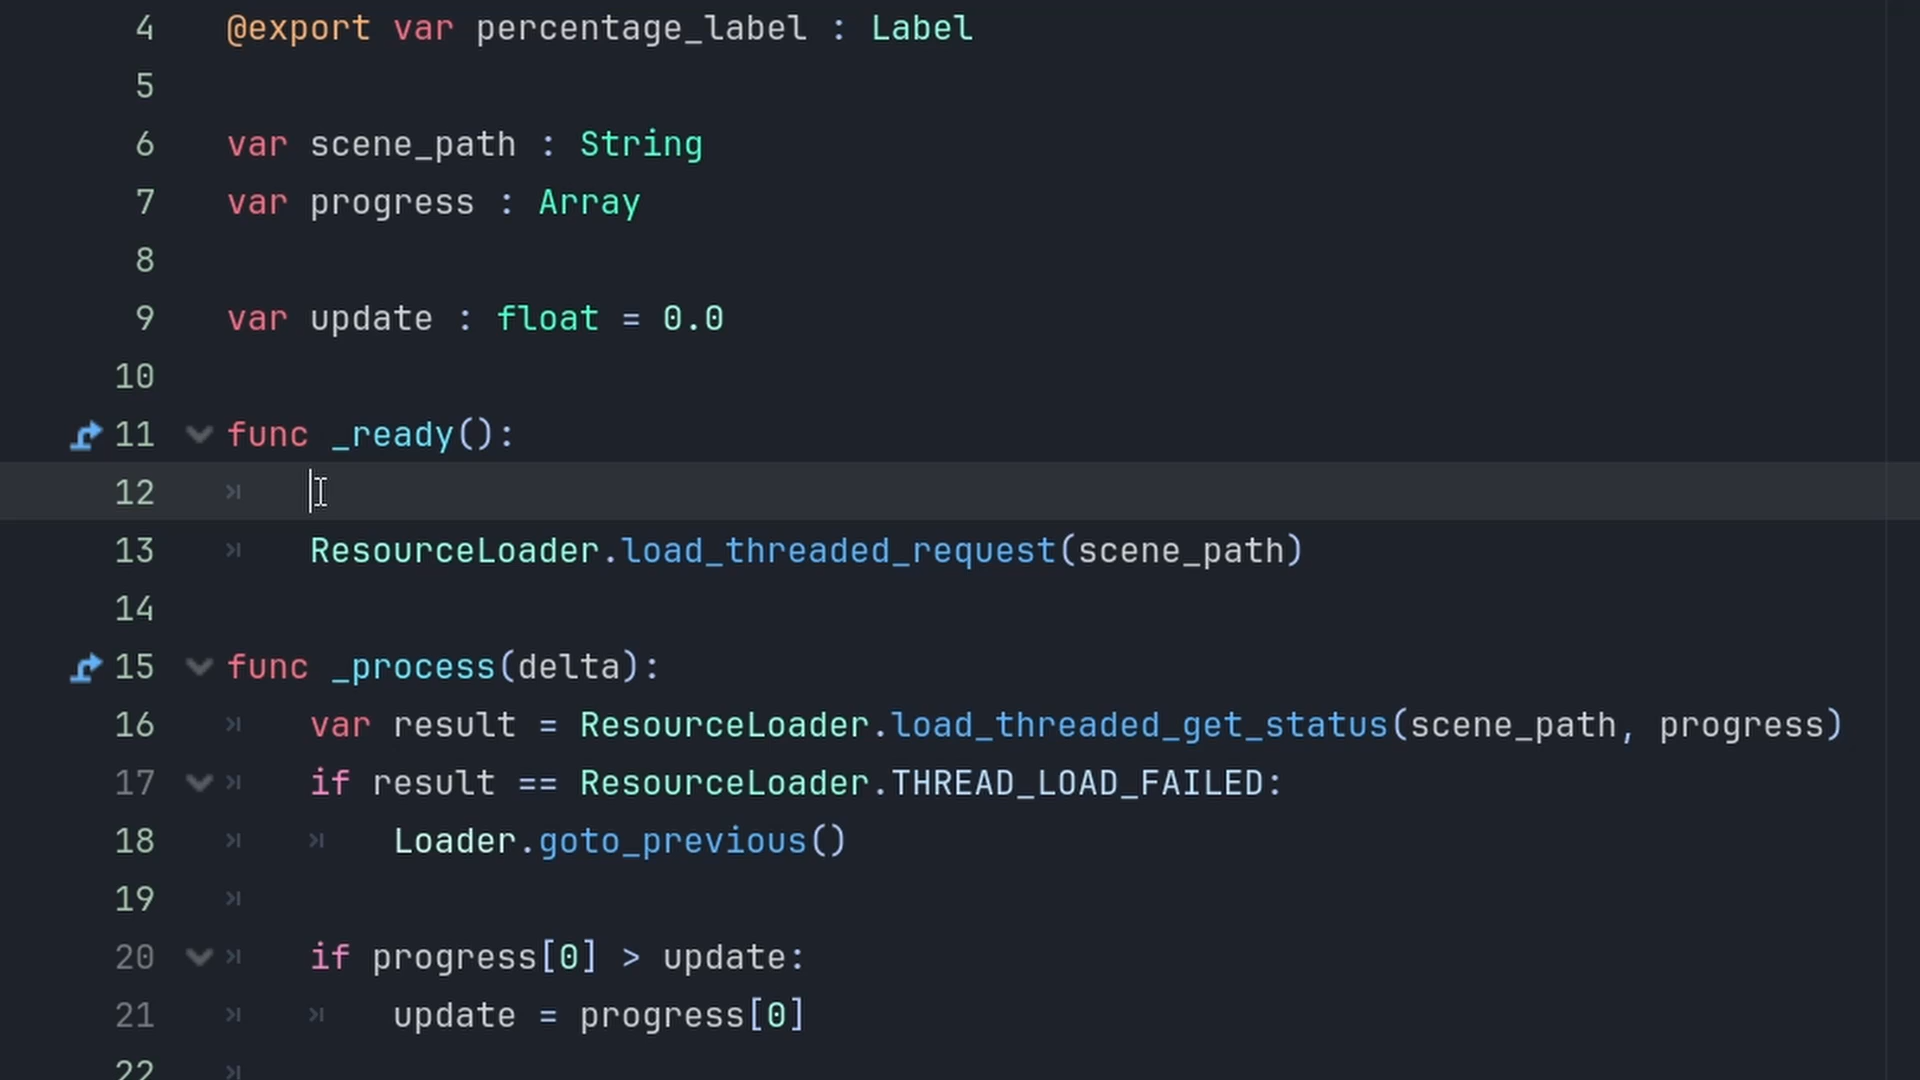 4 @export var percentage_label : Label
5
6 var scene_path : String
7 var progress : Array
8
9 var update : float = 0.0
10
11 func _ready():
12
13 ResourceLoader.load_threaded_request(scene_path)
14
15 func _process(delta):
16 var result = ResourceLoader.load_threaded_get_status(scene_path, progress)
17 if result == ResourceLoader.THREAD_LOAD_FAILED:
18 Loader.goto_previous()
19
20 if progress[0] > update:
21 update = progress[0]
22